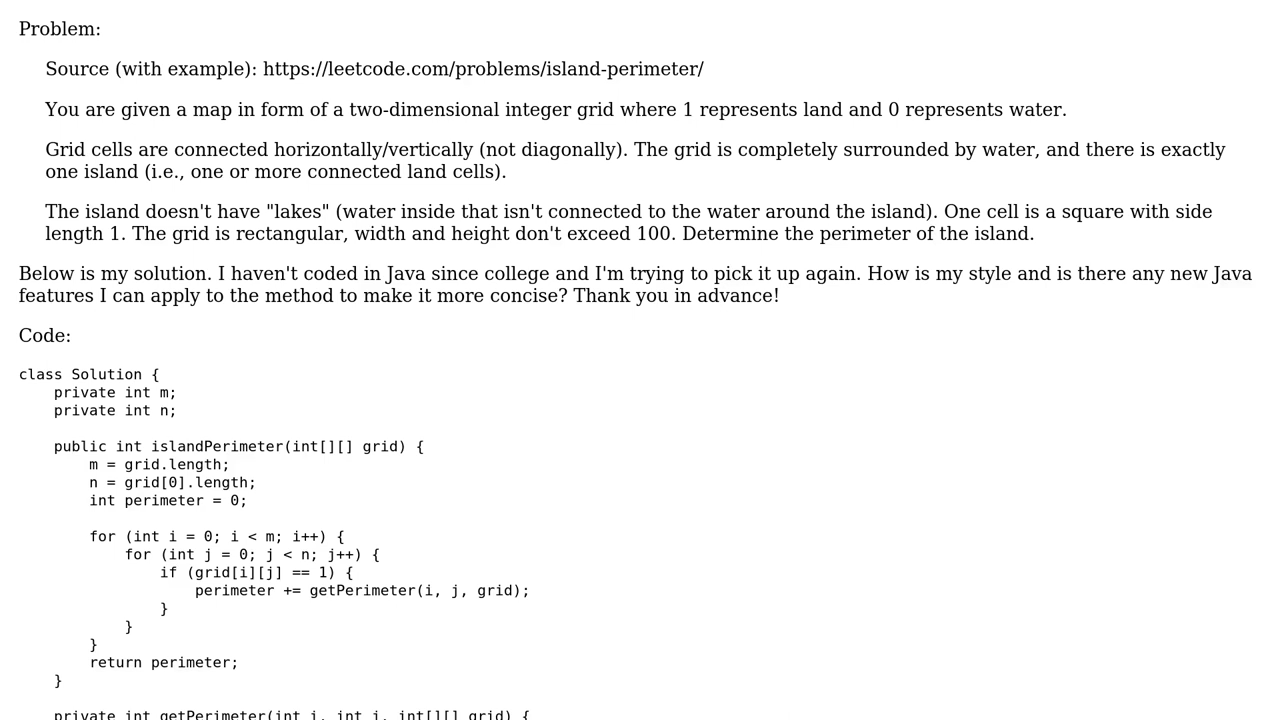 Problem:
Source (with example): https://leetcode.com/problems/island-perimeter/
You are given a map in form of a two-dimensional integer grid where 1 represents land and 0 represents water.
Grid cells are connected horizontally/vertically (not diagonally). The grid is completely surrounded by water, and there is exactly
one island (i.e., one or more connected land cells).
The island doesn't have "lakes" (water inside that isn't connected to the water around the island). One cell is a square with side
length 1. The grid is rectangular, width and height don't exceed 100. Determine the perimeter of the island.
Below is my solution. I haven't coded in Java since college and I'm trying to pick it up again. How is my style and is there any new Java
features I can apply to the method to make it more concise? Thank you in advance!
Code:
class Solution {
    private int m;
    private int n;
    public int islandPerimeter(int[][] grid) {
        m = grid.length;
        n = grid[0].length;
        int perimeter = 0;
        for (int i = 0; i < m; i++) {
            for (int j = 0; j < n; j++) {
                if (grid[i][j] == 1) {
                    perimeter += getPerimeter(i, j, grid);
                }
            }
        }
        return perimeter;
    }
    private int getPerimeter(int i, int j, int[][] grid) {